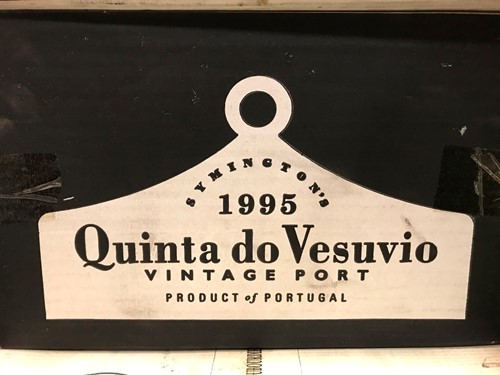 SYMINGTON'S
1995
Quinta do Vesuvio
VINTAGE PORT
PRODUCT of PORTUGAL